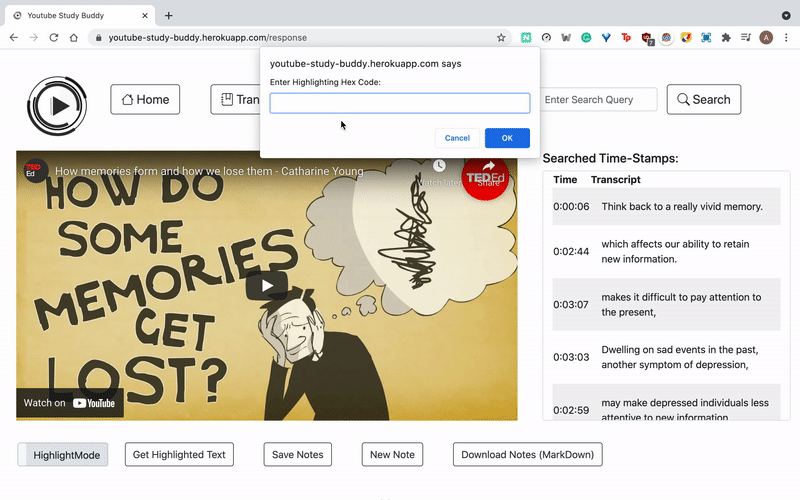 Youtube Study Buddy
youtube-study-buddy.herokuapp.com/response
7
A
youtube-study-buddy.herokuapp.com says
Enter Highlighting Hex Code:
Cancel
OK
Home
Tran
Enter Search Query
Search
TED
Ed
How memories form and how we lose them - Catharine Young
Watch later
Share
TEDEd
HOW DO
SOME
MEMORIES
GET
LOST?
Watch on YouTube
Searched Time-Stamps:
Time Transcript
0:00:06 Think back to a really vivid memory.
0:02:44 which affects our ability to retain
new information.
0:03:07 makes it difficult to pay attention to
the present,
0:03:03 Dwelling on sad events in the past,
another symptom of depression,
0:02:59 may make depressed individuals less
attentive to new information
HighlightMode
Get Highlighted Text
Save Notes
New Note
Download Notes (MarkDown)